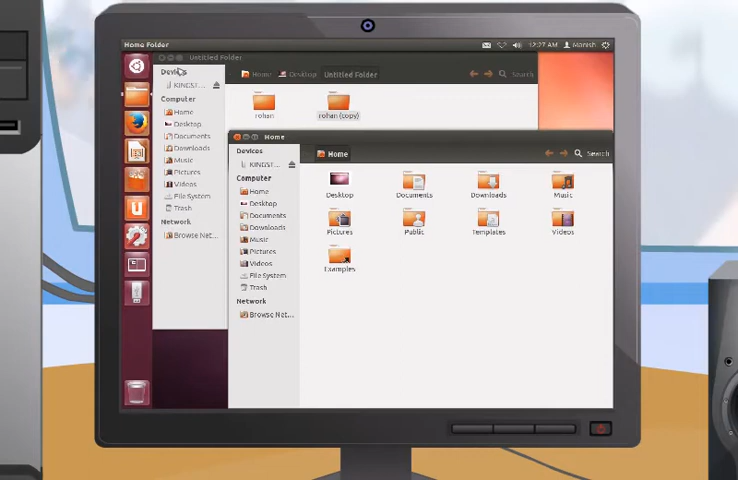 Home Folder
12:27 AM Manish
Untitled Folder
Devices
KINGST...
Computer
Home
Desktop
Documents
Downloads
Music
Pictures
Videos
File System
Trash
Network
Browse Net...
Home Desktop Untitled Folder Search
rohan rohan (copy)
Home
Devices
KINGST...
Computer
Home
Desktop
Documents
Downloads
Music
Pictures
Videos
File System
Trash
Network
Browse Net...
Home Search
Desktop Documents Downloads Music
Pictures Public Templates Videos
Examples